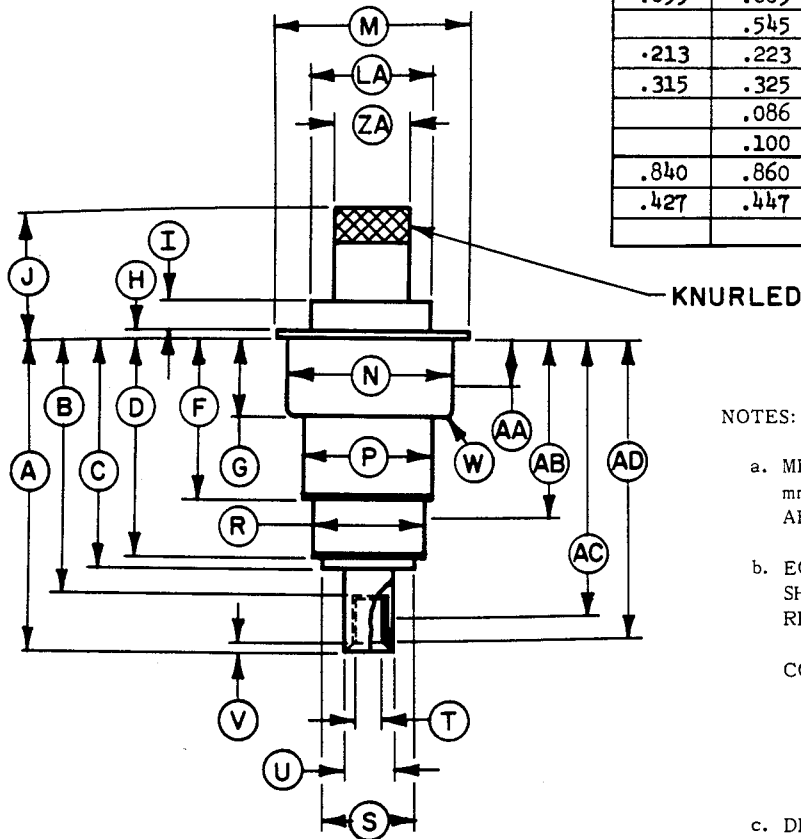 M
LA
ZA
.545
.213 .223
.315 .325
.086
.100
.840 .860
.427 .447
I
J
H
KNURLED
B
D
F
N
AA
NOTES:
A
C
G
P
W
AB
AD
a.
R
AC
b.
V
T
U
S
c.